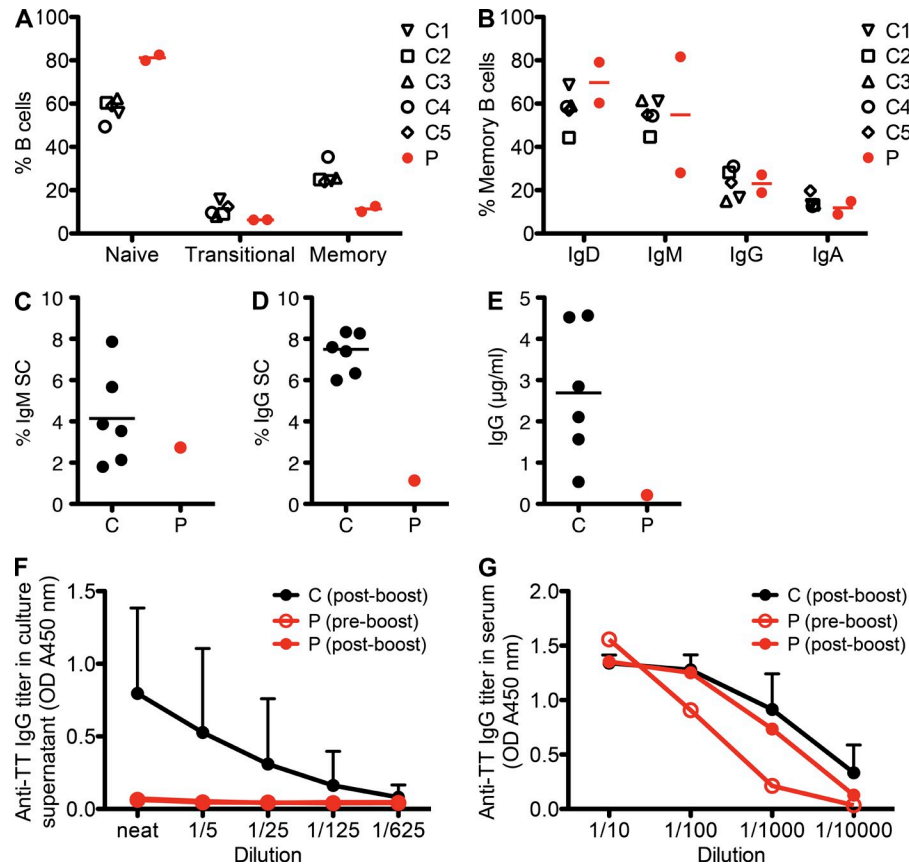 A
% B cells
100
80
60
40
20
0
Naive Transitional Memory
C1
C2
C3
C4
C5
P
B
% Memory B cells
100
80
60
40
20
0
IgD IgM IgG IgA
C1
C2
C3
C4
C5
P
C
% IgM SC
10
8
6
4
2
0
C P
D
% IgG SC
10
8
6
4
2
0
C P
E
IgG (µg/ml)
5
4
3
2
1
0
C P
F
Anti-TT IgG titer in culture
supernatant (OD A450 nm)
1.5
1.0
0.5
0.0
neat 1/5 1/25 1/125 1/625
Dilution
C (post-boost)
P (pre-boost)
P (post-boost)
G
Anti-TT IgG titer in serum
(OD A450 nm)
2.0
1.5
1.0
0.5
0.0
1/10 1/100 1/1000 1/10000
Dilution
C (post-boost)
P (pre-boost)
P (post-boost)